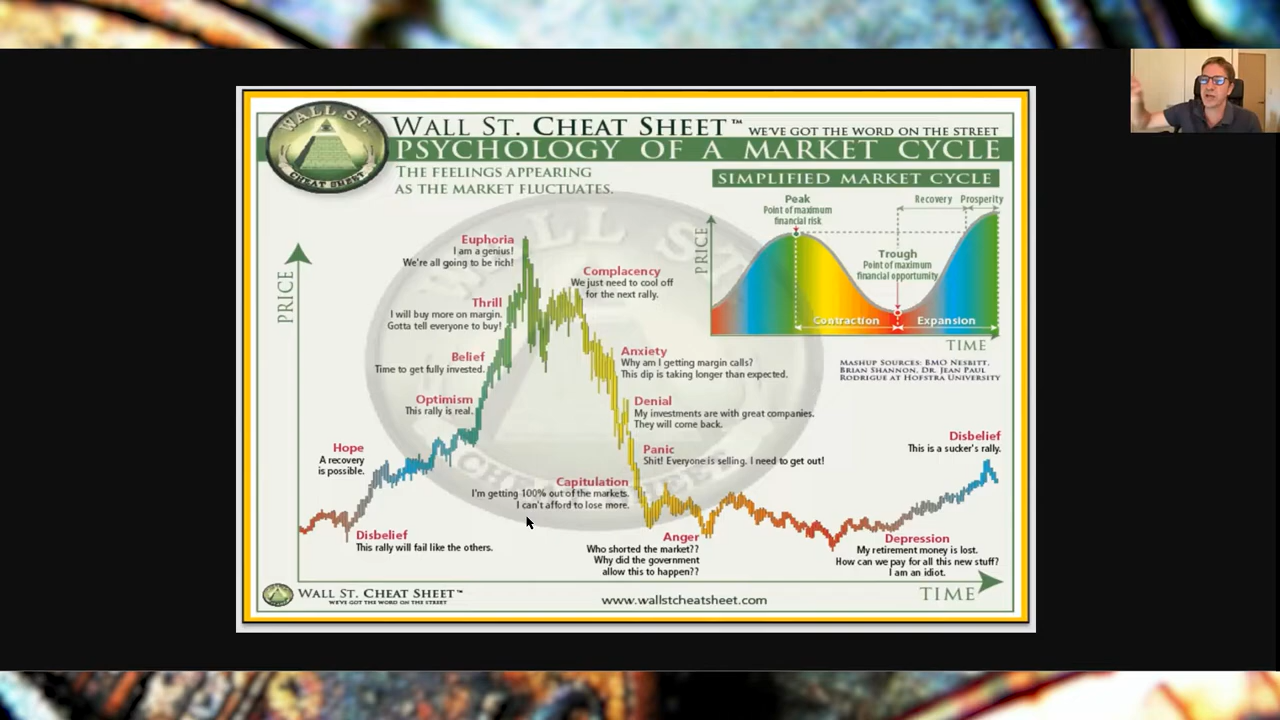 WALL ST.
CHEAT SHEET
WALL ST. CHEAT SHEET™ WE'VE GOT THE WORD ON THE STREET
PSYCHOLOGY OF A MARKET CYCLE
THE FEELINGS APPEARING
AS THE MARKET FLUCTUATES.
SIMPLIFIED MARKET CYCLE
Peak
Point of maximum
financial risk
Recovery Prosperity
PRICE
Trough
Point of maximum
financial opportunity
Contraction
Expansion
TIME
MASHUP SOURCES: BMO NESBITT,
BRIAN SHANNON, DR. JEAN PAUL
RODRIGUE AT HOFSTRA UNIVERSITY
PRICE
Euphoria
I am a genius!
We're all going to be rich!
Complacency
We just need to cool off
for the next rally.
Thrill
I will buy more on margin.
Gotta tell everyone to buy!
Belief
Time to get fully invested.
Anxiety
Why am I getting margin calls?
This dip is taking longer than expected.
Optimism
This rally is real.
Denial
My investments are with great companies.
They will come back.
Hope
A recovery
is possible.
Panic
Shit! Everyone is selling. I need to get out!
Disbelief
This is a sucker's rally.
Capitulation
I'm getting 100% out of the markets.
I can't afford to lose more.
Disbelief
This rally will fail like the others.
Anger
Who shorted the market??
Why did the government
allow this to happen??
Depression
My retirement money is lost.
How can we pay for all this new stuff?
I am an idiot.
WALL ST. CHEAT SHEET™
WE'VE GOT THE WORD ON THE STREET
www.wallstcheatsheet.com
TIME